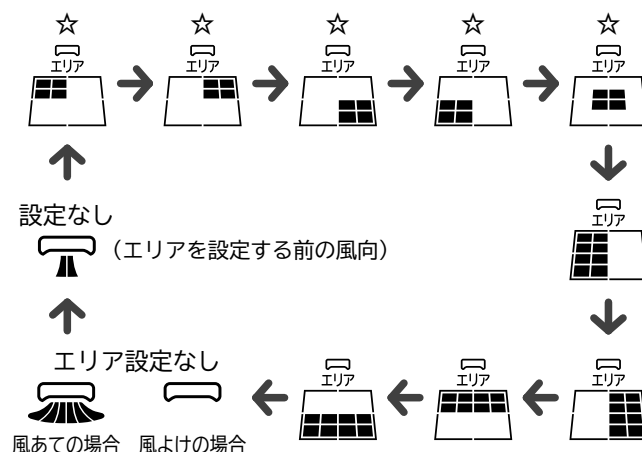 ☆ ☆ ☆ ☆ ☆
エリア エリア エリア エリア エリア
設定なし
(エリアを設定する前の風向)
エリア
エリア設定なし
エリア エリア エリア
風あての場合 風よけの場合